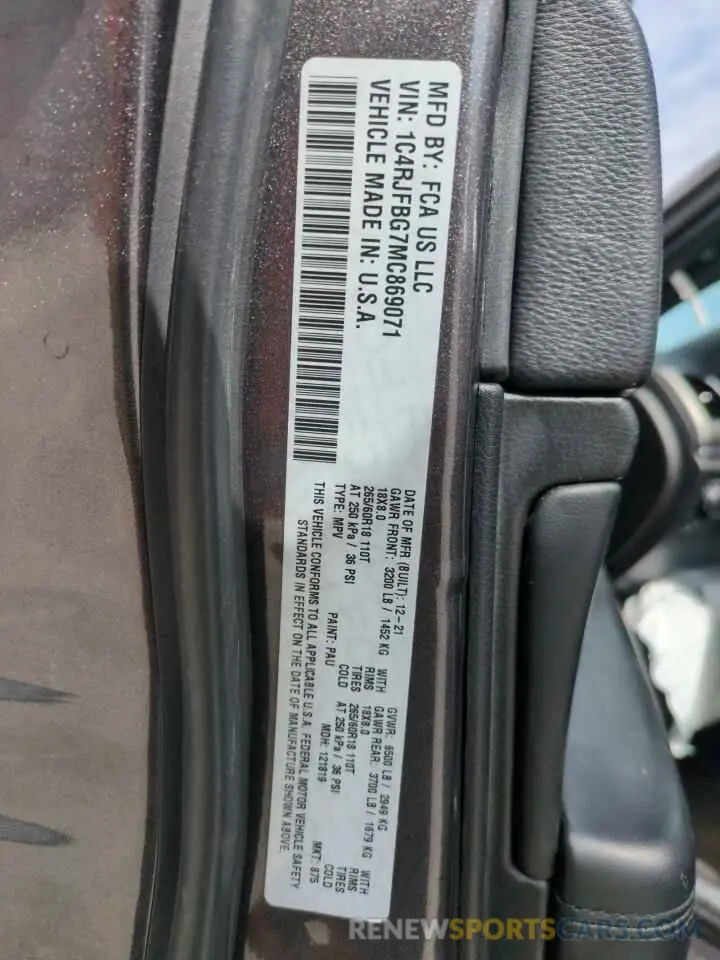 MFD BY: FCA US LLC
VIN: 1C4RJFBG7MC869071
VEHICLE MADE IN: U.S.A.
DATE OF MFR (BUILT): 12-21 GVWR: 6500 LB / 2949 KG
GAWR FRONT: 3200 LB / 1452 KG WITH GAWR REAR: 3700 LB / 1679 KG WITH
18X8.0 RIMS 18X8.0 RIMS
265/60R18 110T TIRES 265/60R18 110T TIRES
AT 250 kPa / 36 PSI COLD AT 250 kPa / 36 PSI COLD
TYPE: MPV PAINT: PAU MDH: 121819 MKT: 875
THIS VEHICLE CONFORMS TO ALL APPLICABLE U.S.A. FEDERAL MOTOR VEHICLE SAFETY
STANDARDS IN EFFECT ON THE DATE OF MANUFACTURE SHOWN ABOVE.
RENEWSPORTSCARS.COM